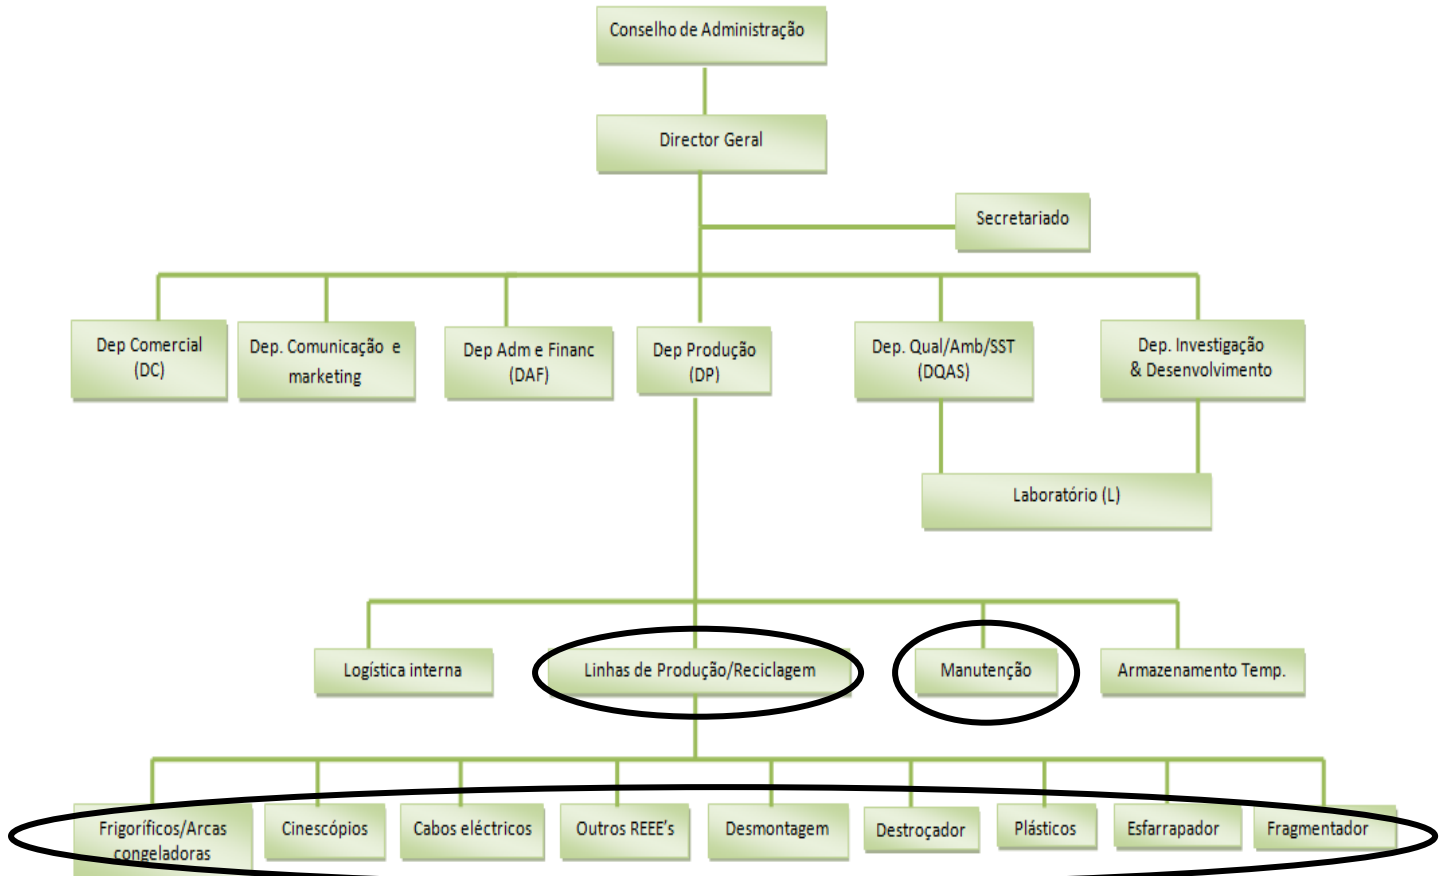 Conselho de Administração
Director Geral
Secretariado
Dep Comercial
(DC)
Dep. Comunicação e
marketing
Dep Adm e Financ
(DAF)
Dep Produção
(DP)
Dep. Qual/Amb/SST
(DQAS)
Dep. Investigação
& Desenvolvimento
Laboratório (L)
Logística interna
Linhas de Produção/Reciclagem
Manutenção
Armazenamento Temp.
Frigoríficos/Arcas
congeladoras
Cinescópios
Cabos eléctricos
Outros REEE's
Desmontagem
Destroçador
Plásticos
Esfarrapador
Fragmentador